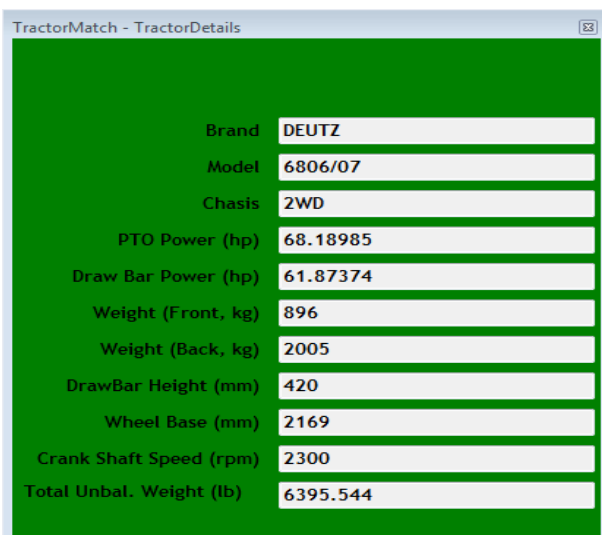 TractorMatch - TractorDetails
Brand DEUTZ
Model 6806/07
Chasis 2WD
PTO Power (hp) 68.18985
Draw Bar Power (hp) 61.87374
Weight (Front, kg) 896
Weight (Back, kg) 2005
DrawBar Height (mm) 420
Wheel Base (mm) 2169
Crank Shaft Speed (rpm) 2300
Total Unbal. Weight (lb) 6395.544